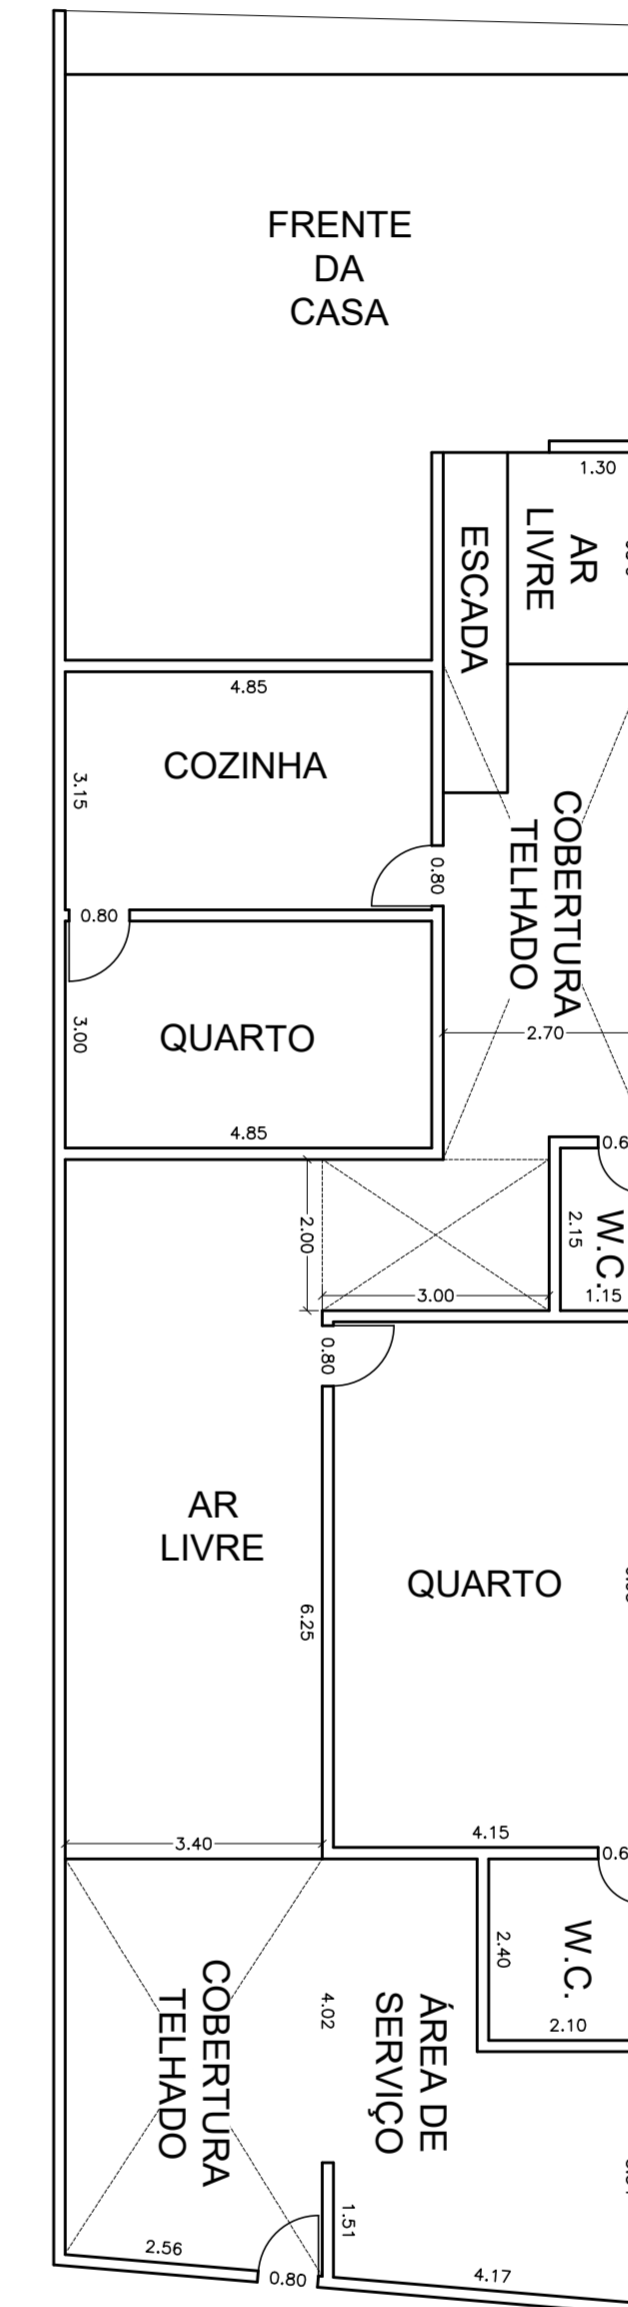 FRENTE
DA
CASA
1.30
AR
LIVRE
ESCADA
4.85
COZINHA
3.15
0.80
0.80
COBERTURA
TELHADO
2.70
3.00
QUARTO
4.85
2.00
3.00
2.15
W.C.
1.15
0.80
AR
LIVRE
QUARTO
6.25
3.40
4.15
2.40
W.C.
2.10
COBERTURA
TELHADO
4.02
ÁREA DE
SERVIÇO
1.51
2.56
0.80
4.17